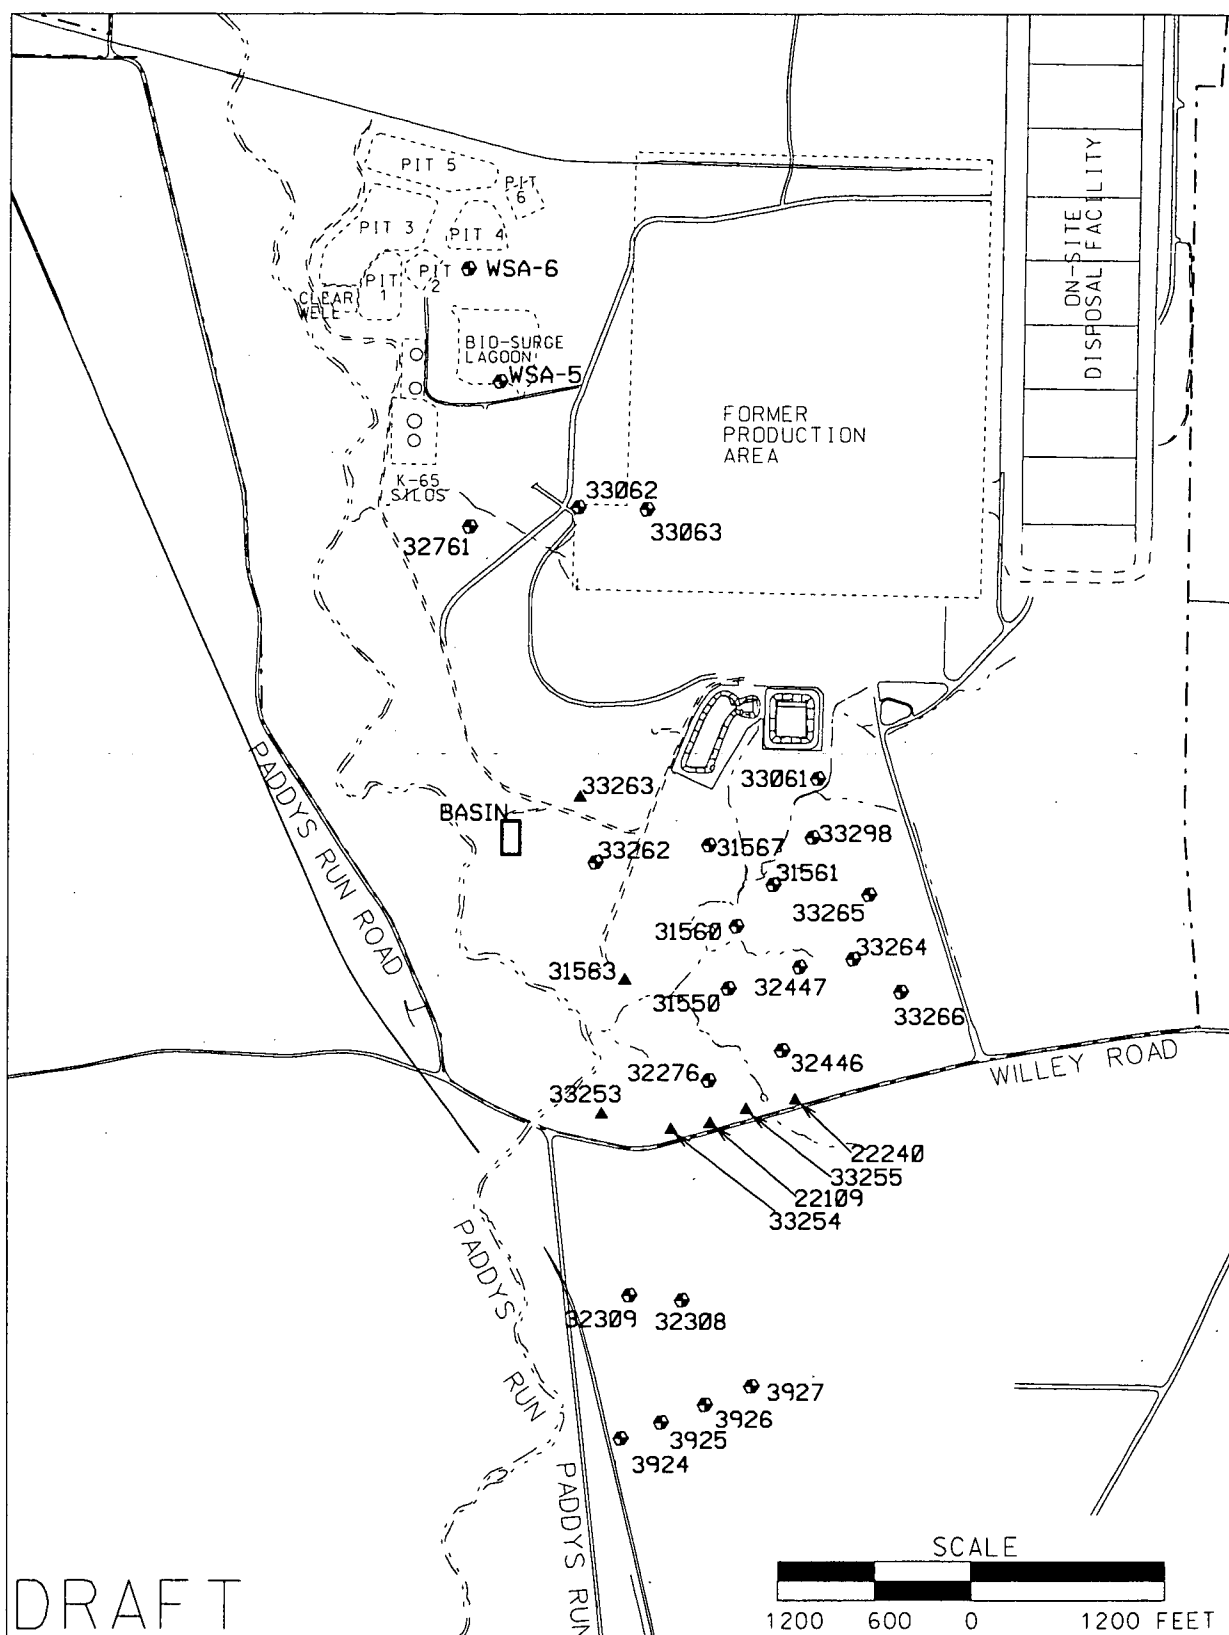 PIT 5
PIT
6
PIT 3
PIT 4
PIT
2
WSA-6
PIT
1
CLEAR
WELL
BIO-SURGE
LAGOON
WSA-5
ON-SITE
DISPOSAL FACILITY
FORMER
PRODUCTION
AREA
K-65
SILOS
33062
33063
32761
PADDYS RUN ROAD
33061
33263
BASIN
33298
31567
33262
31561
33265
31560
33264
31563
32447
31550
33266
32446
WILLEY ROAD
32276
33253
22240
33255
22109
33254
PADDYS
RUN
32309
32308
3927
3926
3925
3924
PADDYS RUN
SCALE
1200 600 0 1200 FEET
DRAFT